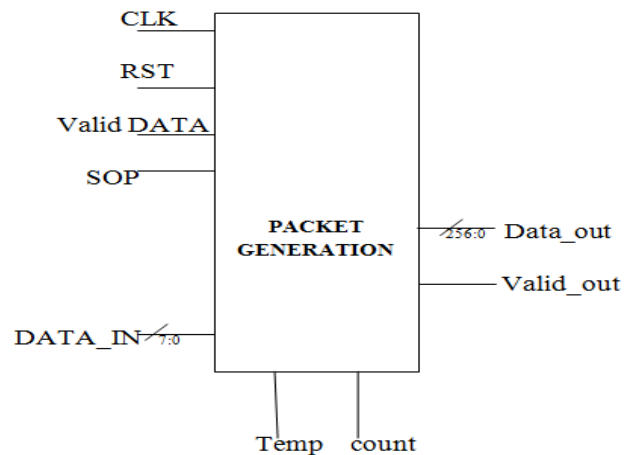 CLK
RST
Valid DATA
SOP
PACKET
GENERATION
256:0 Data_out
Valid_out
DATA_IN 7:0
Temp count